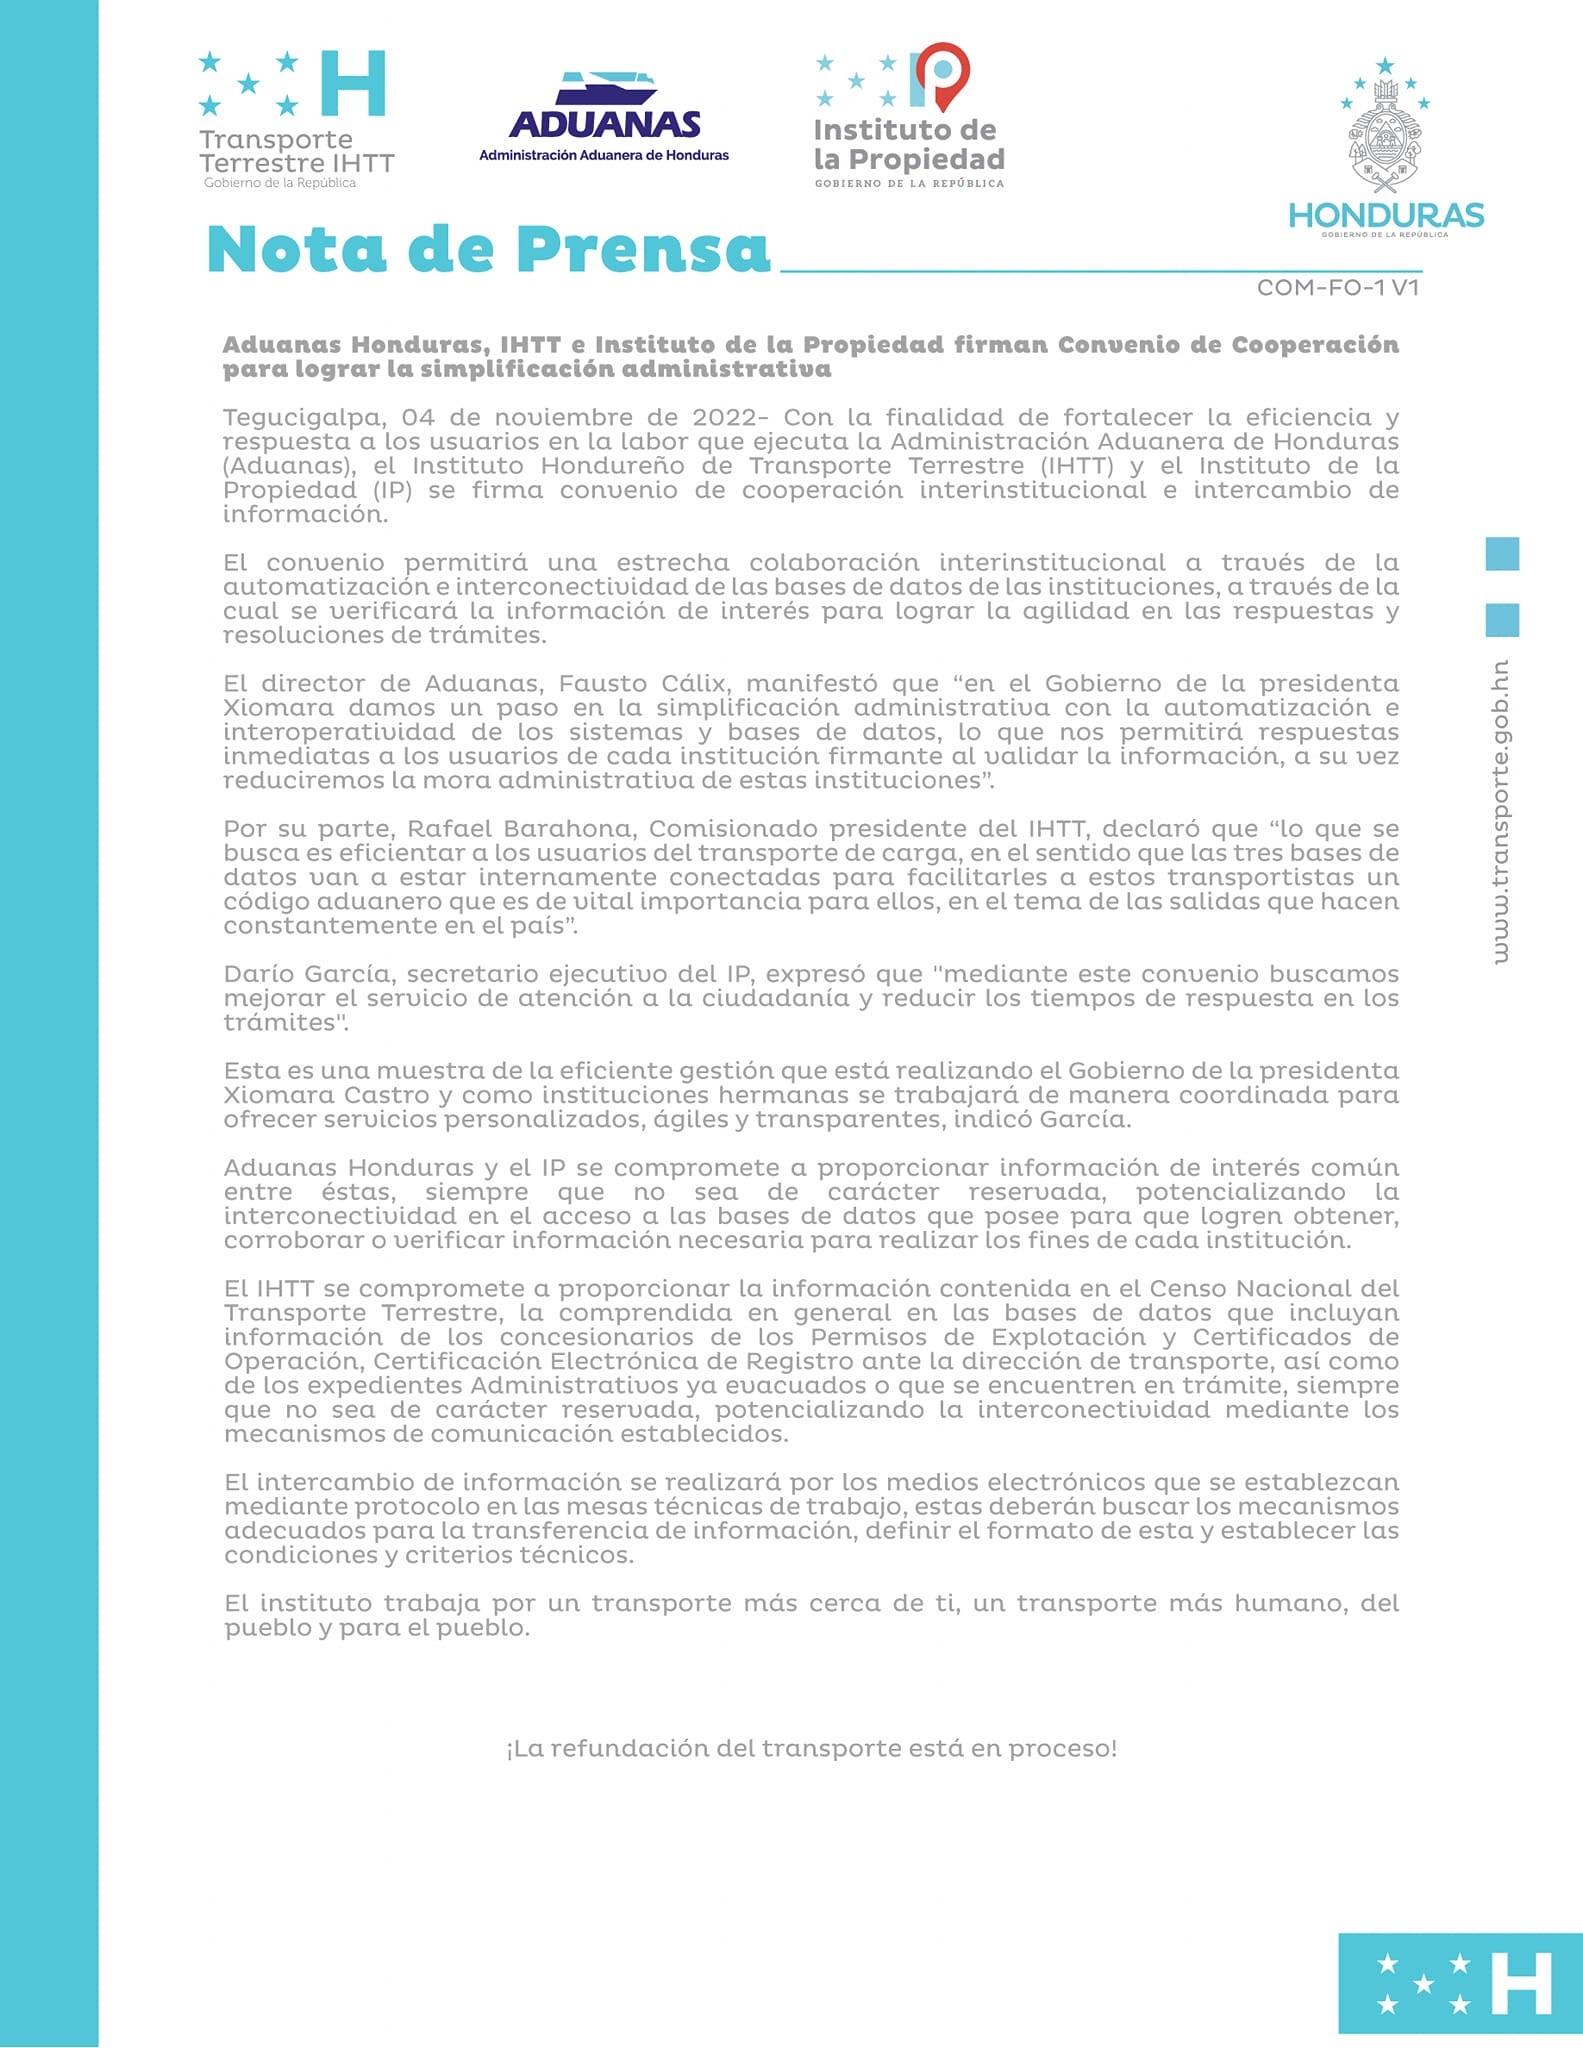 H
Transporte
Terrestre IHTT
Gobierno de la República
ADUANAS
Administración Aduanera de Honduras
IP
Instituto de
la Propiedad
GOBIERNO DE LA REPÚBLICA
HONDURAS
GOBIERNO DE LA REPÚBLICA
Nota de Prensa
COM-FO-1 V1
Aduanas Honduras, IHTT e Instituto de la Propiedad firman Convenio de Cooperación
para lograr la simplificación administrativa
Tegucigalpa, 04 de noviembre de 2022- Con la finalidad de fortalecer la eficiencia y
respuesta a los usuarios en la labor que ejecuta la Administración Aduanera de Honduras
(Aduanas), el Instituto Hondureño de Transporte Terrestre (IHTT) y el Instituto de la
Propiedad (IP) se firma convenio de cooperación interinstitucional e intercambio de
información.
El convenio permitirá una estrecha colaboración interinstitucional a través de la
automatización e interconectividad de las bases de datos de las instituciones, a través de la
cual se verificará la información de interés para lograr la agilidad en las respuestas y
resoluciones de trámites.
El director de Aduanas, Fausto Cálix, manifestó que “en el Gobierno de la presidenta
Xiomara damos un paso en la simplificación administrativa con la automatización e
interoperatividad de los sistemas y bases de datos, lo que nos permitirá respuestas
inmediatas a los usuarios de cada institución firmante al validar la información, a su vez
reduciremos la mora administrativa de estas instituciones”.
Por su parte, Rafael Barahona, Comisionado presidente del IHTT, declaró que “lo que se
busca es eficientar a los usuarios del transporte de carga, en el sentido que las tres bases de
datos van a estar internamente conectadas para facilitarles a estos transportistas un
código aduanero que es de vital importancia para ellos, en el tema de las salidas que hacen
constantemente en el país”.
Darío García, secretario ejecutivo del IP, expresó que "mediante este convenio buscamos
mejorar el servicio de atención a la ciudadanía y reducir los tiempos de respuesta en los
trámites".
Esta es una muestra de la eficiente gestión que está realizando el Gobierno de la presidenta
Xiomara Castro y como instituciones hermanas se trabajará de manera coordinada para
ofrecer servicios personalizados, ágiles y transparentes, indicó García.
Aduanas Honduras y el IP se compromete a proporcionar información de interés común
entre éstas, siempre que no sea de carácter reservada, potencializando la
interconectividad en el acceso a las bases de datos que posee para que logren obtener,
corroborar o verificar información necesaria para realizar los fines de cada institución.
El IHTT se compromete a proporcionar la información contenida en el Censo Nacional del
Transporte Terrestre, la comprendida en general en las bases de datos que incluyan
información de los concesionarios de los Permisos de Explotación y Certificados de
Operación, Certificación Electrónica de Registro ante la dirección de transporte, así como
de los expedientes Administrativos ya evacuados o que se encuentren en trámite, siempre
que no sea de carácter reservada, potencializando la interconectividad mediante los
mecanismos de comunicación establecidos.
El intercambio de información se realizará por los medios electrónicos que se establezcan
mediante protocolo en las mesas técnicas de trabajo, estas deberán buscar los mecanismos
adecuados para la transferencia de información, definir el formato de esta y establecer las
condiciones y criterios técnicos.
El instituto trabaja por un transporte más cerca de ti, un transporte más humano, del
pueblo y para el pueblo.
¡La refundación del transporte está en proceso!
www.transporte.gob.hn
H